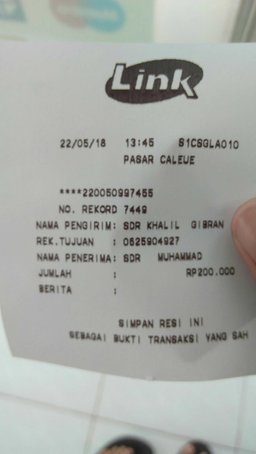 Link
22/05/18 13:45 S1CSGLA010
PASAR CALEUE
****220050997455
NO. REKORD 7449
NAMA PENGIRIM: SDR KHALIL GIBRAN
REK.TUJUAN : 0625904927
NAMA PENERIMA: SDR MUHAMMAD
JUMLAH : RP200.000
BERITA :
SIMPAN RESI INI
SEBAGAI BUKTI TRANSAKSI YANG SAH